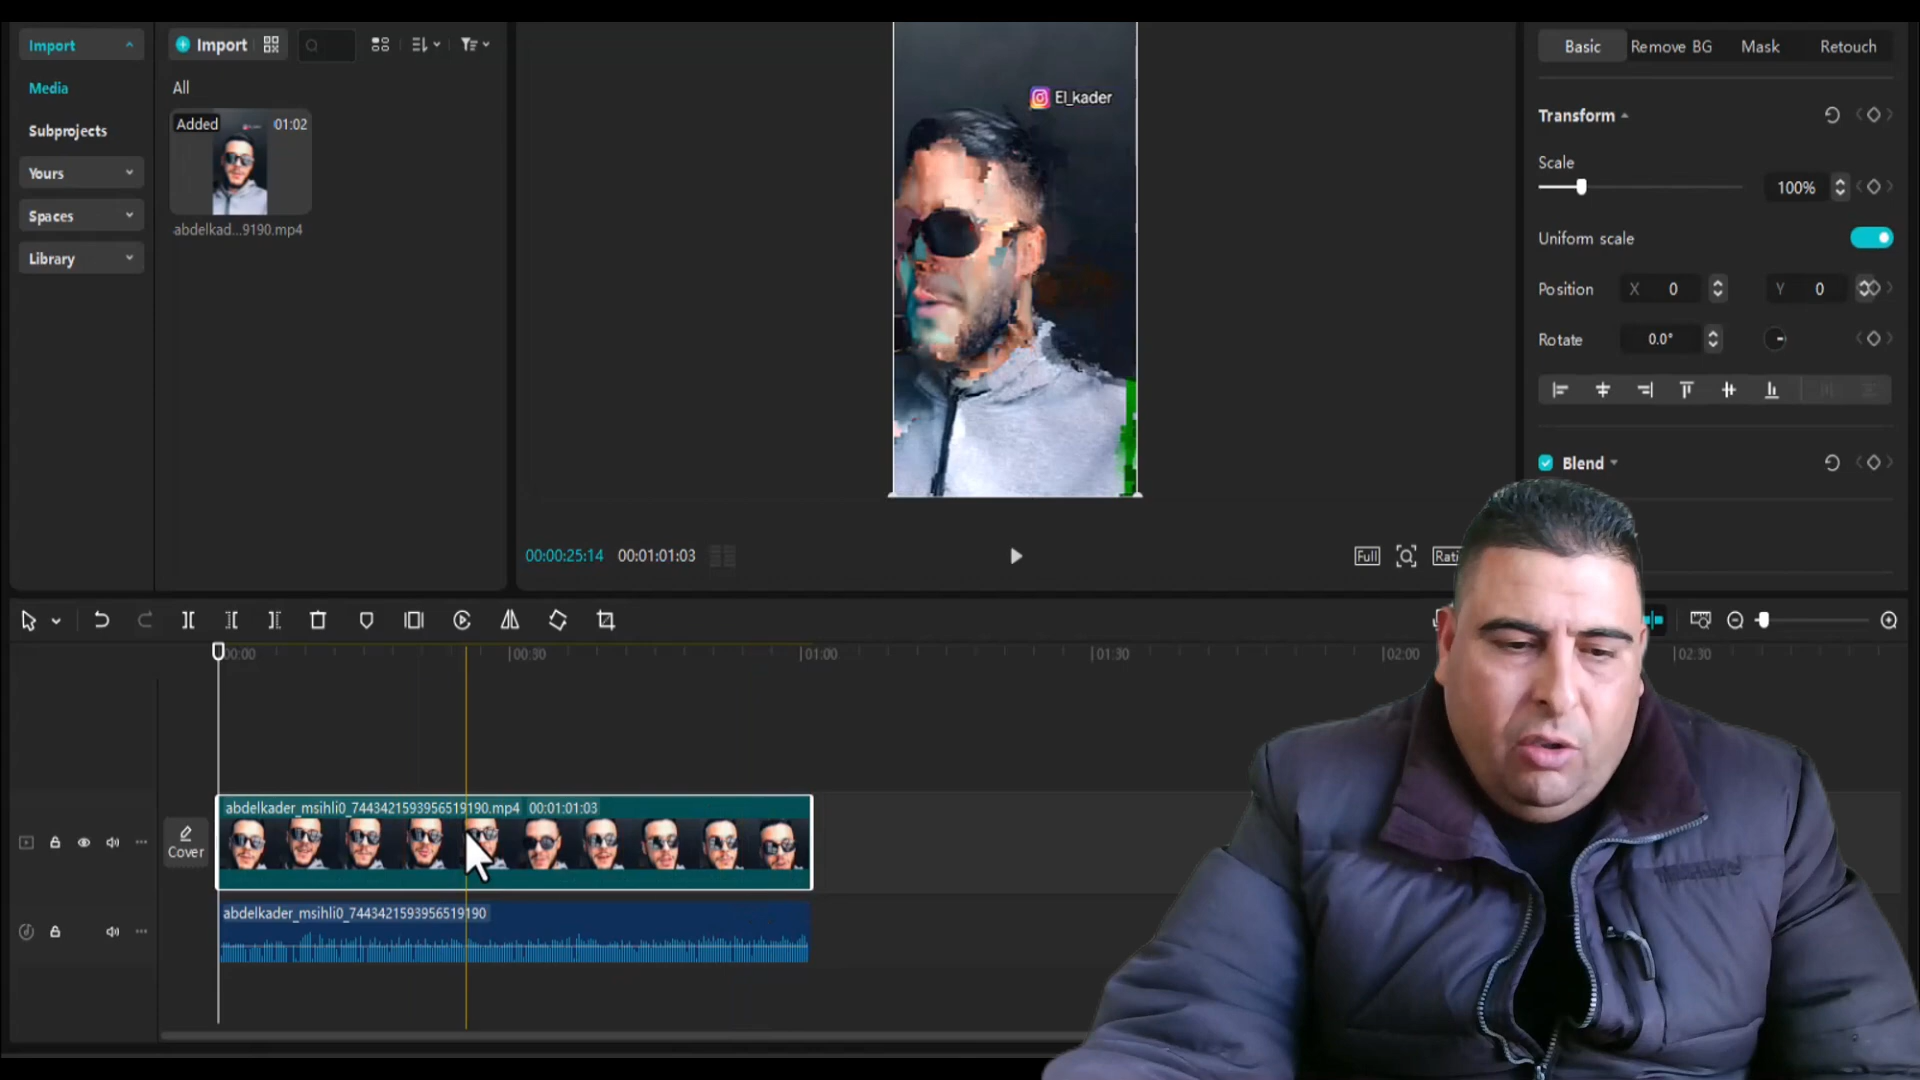 Import
Import
Basic
Remove BG
Mask
Retouch
Media
All
El_kader
Transform
Subprojects
Added
01:02
Scale
100%
Yours
Spaces
abdelkad...9190.mp4
Uniform scale
Library
Position
X
0
Y
0
Rotate
0.0°
Blend
00:00:25:14
00:01:01:03
Full
Rati
00:00
00:30
01:00
01:30
02:00
02:30
abdelkader_msihli0_7443421593956519190.mp4
00:01:01:03
Cover
abdelkader_msihli0_7443421593956519190